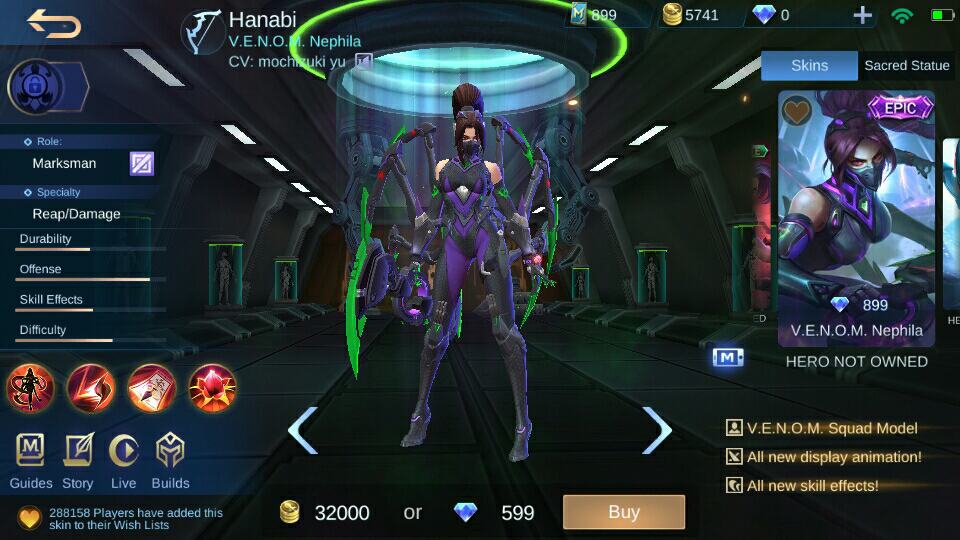 Hanabi
V.E.N.O.M. Nephila
CV: mochizuki yu
899
5741
0
Skins
Sacred Statue
Role:
Marksman
Specialty
Reap/Damage
Durability
Offense
Skill Effects
Difficulty
EPIC
899
V.E.N.O.M. Nephila
ED
HE
M
HERO NOT OWNED
V.E.N.O.M. Squad Model
All new display animation!
All new skill effects!
Guides
Story
Live
Builds
288158 Players have added this
skin to their Wish Lists
32000
or
599
Buy